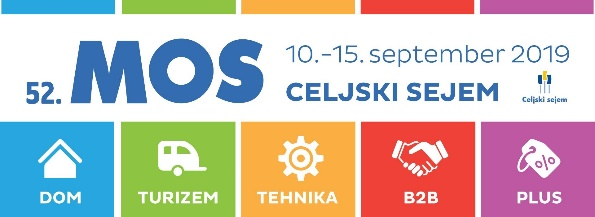 52. MOS
10.–15. september 2019
CELJSKI SEJEM
Celjski sejem
DOM
TURIZEM
TEHNIKA
B2B
PLUS
%